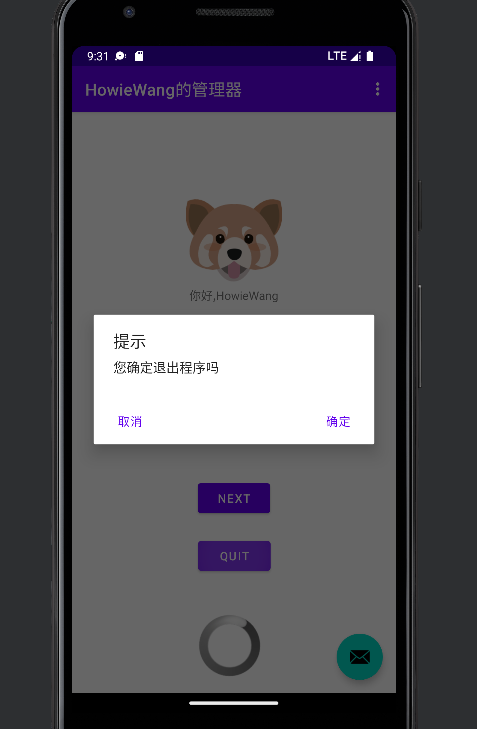 9:31
LTE
HowieWang的管理器
你好,HowieWang
提示
您确定退出程序吗
取消
确定
NEXT
QUIT